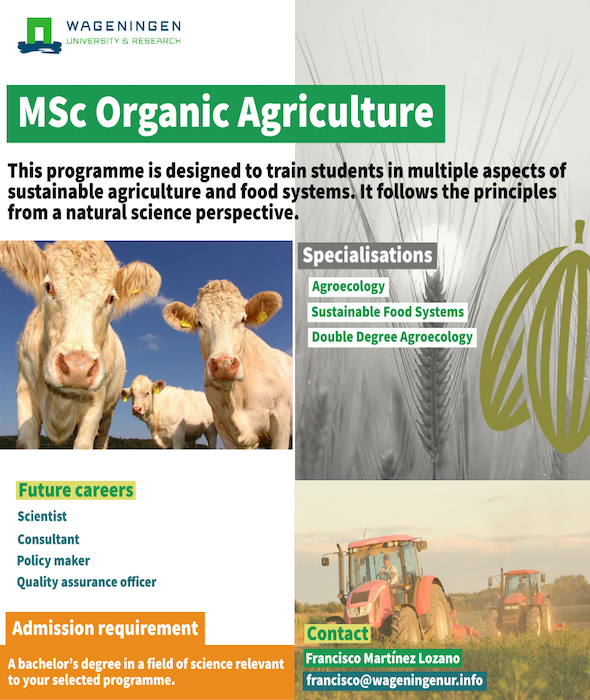 WAGENINGEN
UNIVERSITY & RESEARCH
MSc Organic Agriculture
This programme is designed to train students in multiple aspects of
sustainable agriculture and food systems. It follows the principles
from a natural science perspective.
Specialisations
Agroecology
Sustainable Food Systems
Double Degree Agroecology
Future careers
Scientist
Consultant
Policy maker
Quality assurance officer
Admission requirement
A bachelor's degree in a field of science relevant
to your selected programme.
Contact
Francisco Martínez Lozano
francisco@wageningenur.info